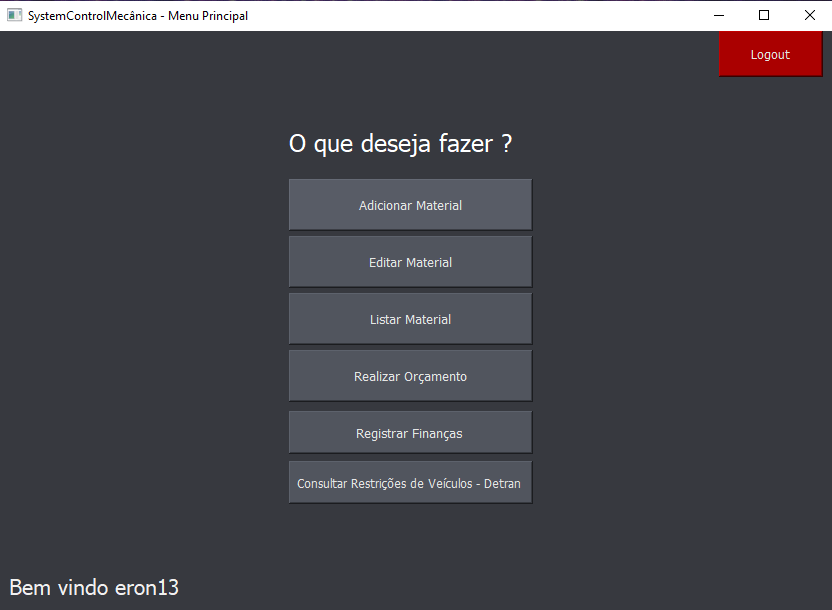 SystemControlMecânica - Menu Principal
Logout
O que deseja fazer ?
Adicionar Material
Editar Material
Listar Material
Realizar Orçamento
Registrar Finanças
Consultar Restrições de Veículos - Detran
Bem vindo eron13